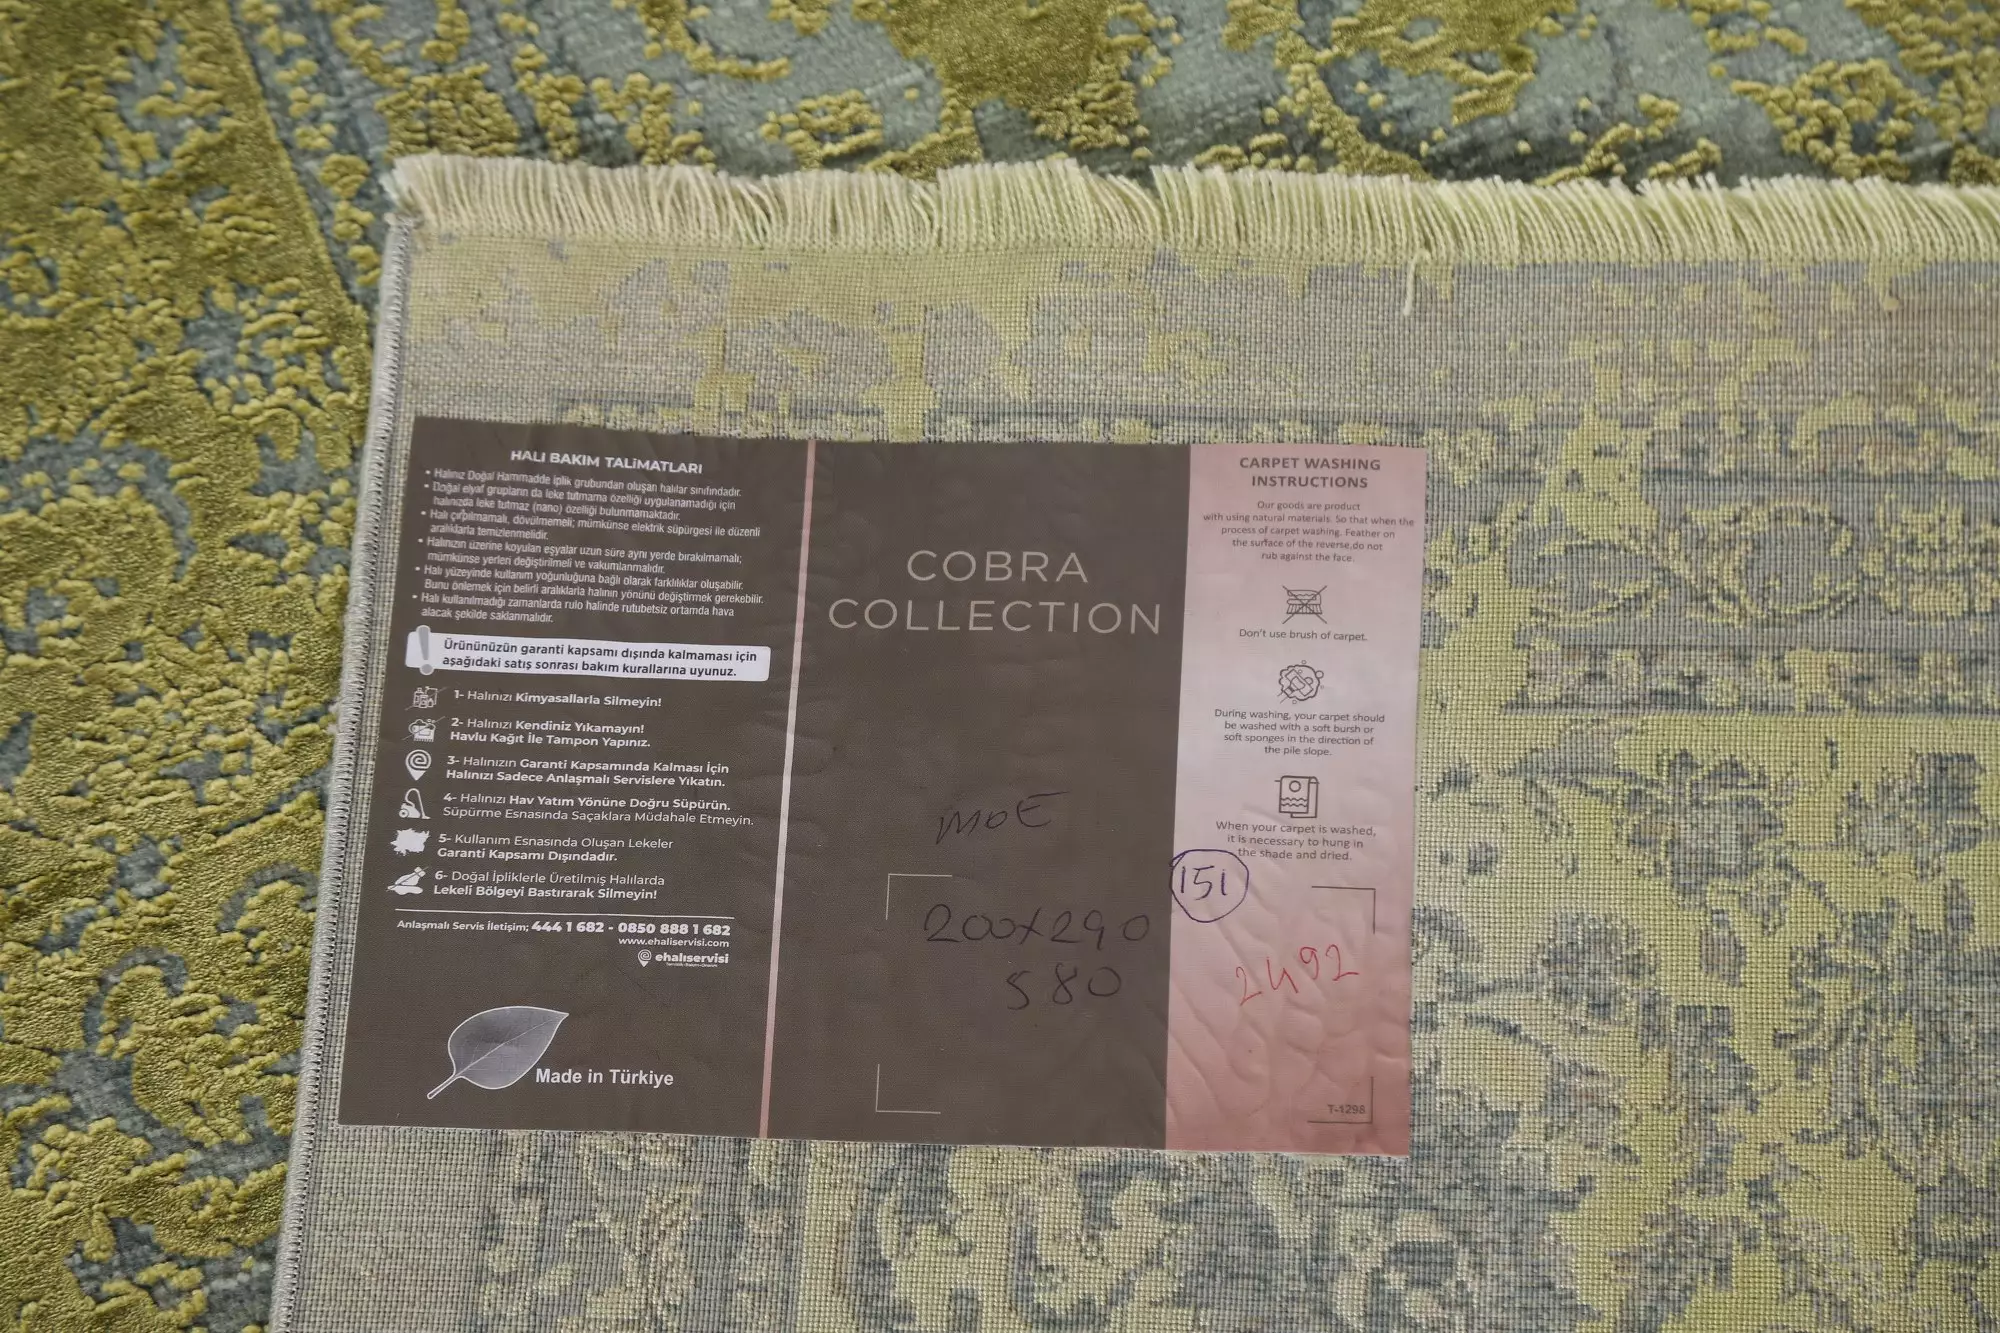 HALI BAKIM TALİMATLARI
• Halınız Doğal Hammadde iplik grubundan oluşan halılar sınıfındadır.
• Doğal elyaf grupların da leke tutmama özelliği uygulanamadığı için
halınızda leke tutmaz (nano) özelliği bulunmamaktadır.
• Halı çırpılmamalı, dövülmemeli; mümkünse elektrik süpürgesi ile düzenli
aralıklarla temizlenmelidir.
• Halınızın üzerine koyulan eşyalar uzun süre aynı yerde bırakılmamalı;
mümkünse yerleri değiştirilmeli ve vakumlanmalıdır.
• Halı yüzeyinde kullanım yoğunluğuna bağlı olarak farklılıklar oluşabilir.
Bunu önlemek için belirli aralıklarla halının yönünü değiştirmek gerekebilir.
• Halı kullanılmadığı zamanlarda rulo halinde rutubetsiz ortamda hava
alacak şekilde saklanmalıdır.
Ürününüzün garanti kapsamı dışında kalmaması için
aşağıdaki satış sonrası bakım kurallarına uyunuz.
1- Halınızı Kimyasallarla Silmeyin!
2- Halınızı Kendiniz Yıkamayın!
Havlu Kağıt İle Tampon Yapınız.
3- Halınızın Garanti Kapsamında Kalması İçin
Halınızı Sadece Anlaşmalı Servislere Yıkatın.
4- Halınızı Hav Yatım Yönüne Doğru Süpürün.
Süpürme Esnasında Saçaklara Müdahale Etmeyin.
5- Kullanım Esnasında Oluşan Lekeler
Garanti Kapsamı Dışındadır.
6- Doğal İpliklerle Üretilmiş Halılarda
Lekeli Bölgeyi Bastırarak Silmeyin!
Anlaşmalı Servis İletişim; 444 1 682 - 0850 888 1 682
www.ehaliservisi.com
ehalıservisi
Made in Türkiye
COBRA
COLLECTION
MOE
200x290
580
CARPET WASHING
INSTRUCTIONS
Our goods are product
with using natural materials. So that when the
process of carpet washing. Feather on
the surface of the reverse,do not
rub against the face.
Don't use brush of carpet.
During washing, your carpet should
be washed with a soft bursh or
soft sponges in the direction of
the pile slope.
When your carpet is washed,
it is necessary to hung in
the shade and dried.
151
2492
T-1298